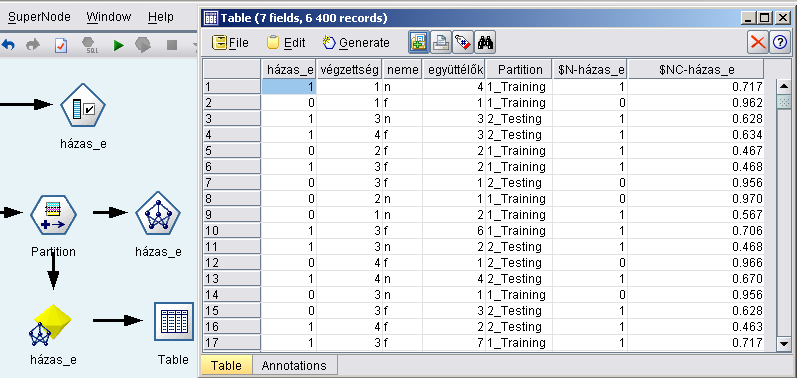 SuperNode Window Help
SQL
házas_e
Partition
házas_e
házas_e
Table
Table (7 fields, 6 400 records)
File Edit Generate
házas_e végzettség neme együttélők Partition $N-házas_e $NC-házas_e
1 1 1 n 4 1_Training 1 0.717
2 0 1 f 1 1_Training 0 0.962
3 1 3 n 3 2_Testing 1 0.628
4 1 4 f 3 2_Testing 1 0.634
5 0 2 f 2 1_Training 1 0.467
6 1 3 f 2 1_Training 1 0.468
7 0 3 f 1 2_Testing 0 0.956
8 0 2 n 1 1_Training 0 0.970
9 0 1 n 2 1_Training 1 0.567
10 1 3 f 6 1_Training 1 0.706
11 1 3 n 2 2_Testing 1 0.468
12 0 4 f 1 2_Testing 0 0.966
13 1 4 n 4 2_Testing 1 0.670
14 0 3 n 1 1_Training 0 0.956
15 0 3 f 3 2_Testing 1 0.628
16 1 4 f 2 2_Testing 1 0.463
17 1 3 f 7 1_Training 1 0.717
Table Annotations